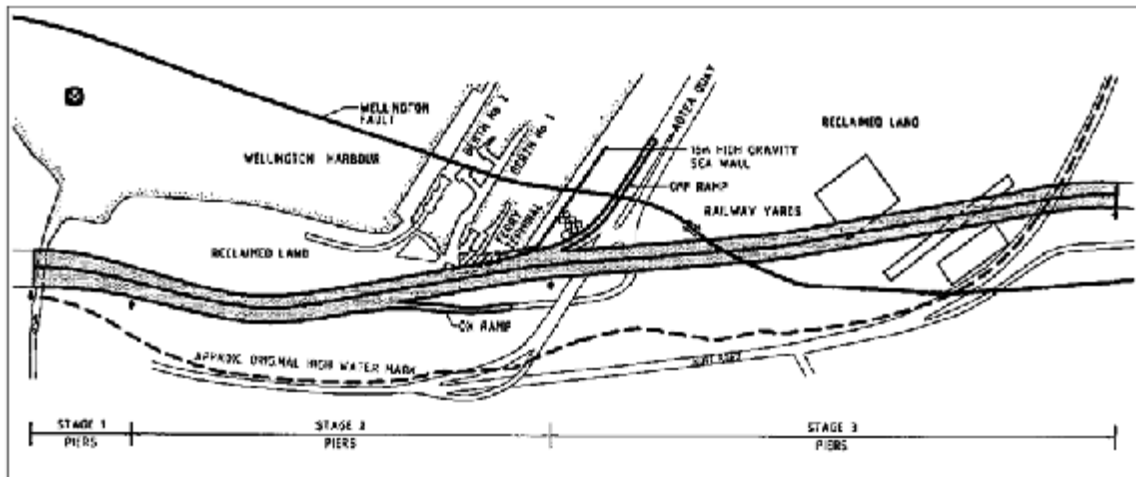 WELLINGTON
FAULT
WELLINGTON HARBOUR
BERTH No 2
BERTH No 1
FERRY
TERMINAL
AOTEA QUAY
RECLAIMED LAND
15m HIGH GRAVITY
SEA WALL
OFF RAMP
RAILWAY YARDS
RECLAIMED LAND
ON RAMP
APPROX. ORIGINAL HIGH WATER MARK
STAGE 1
PIERS
STAGE 2
PIERS
STAGE 3
PIERS